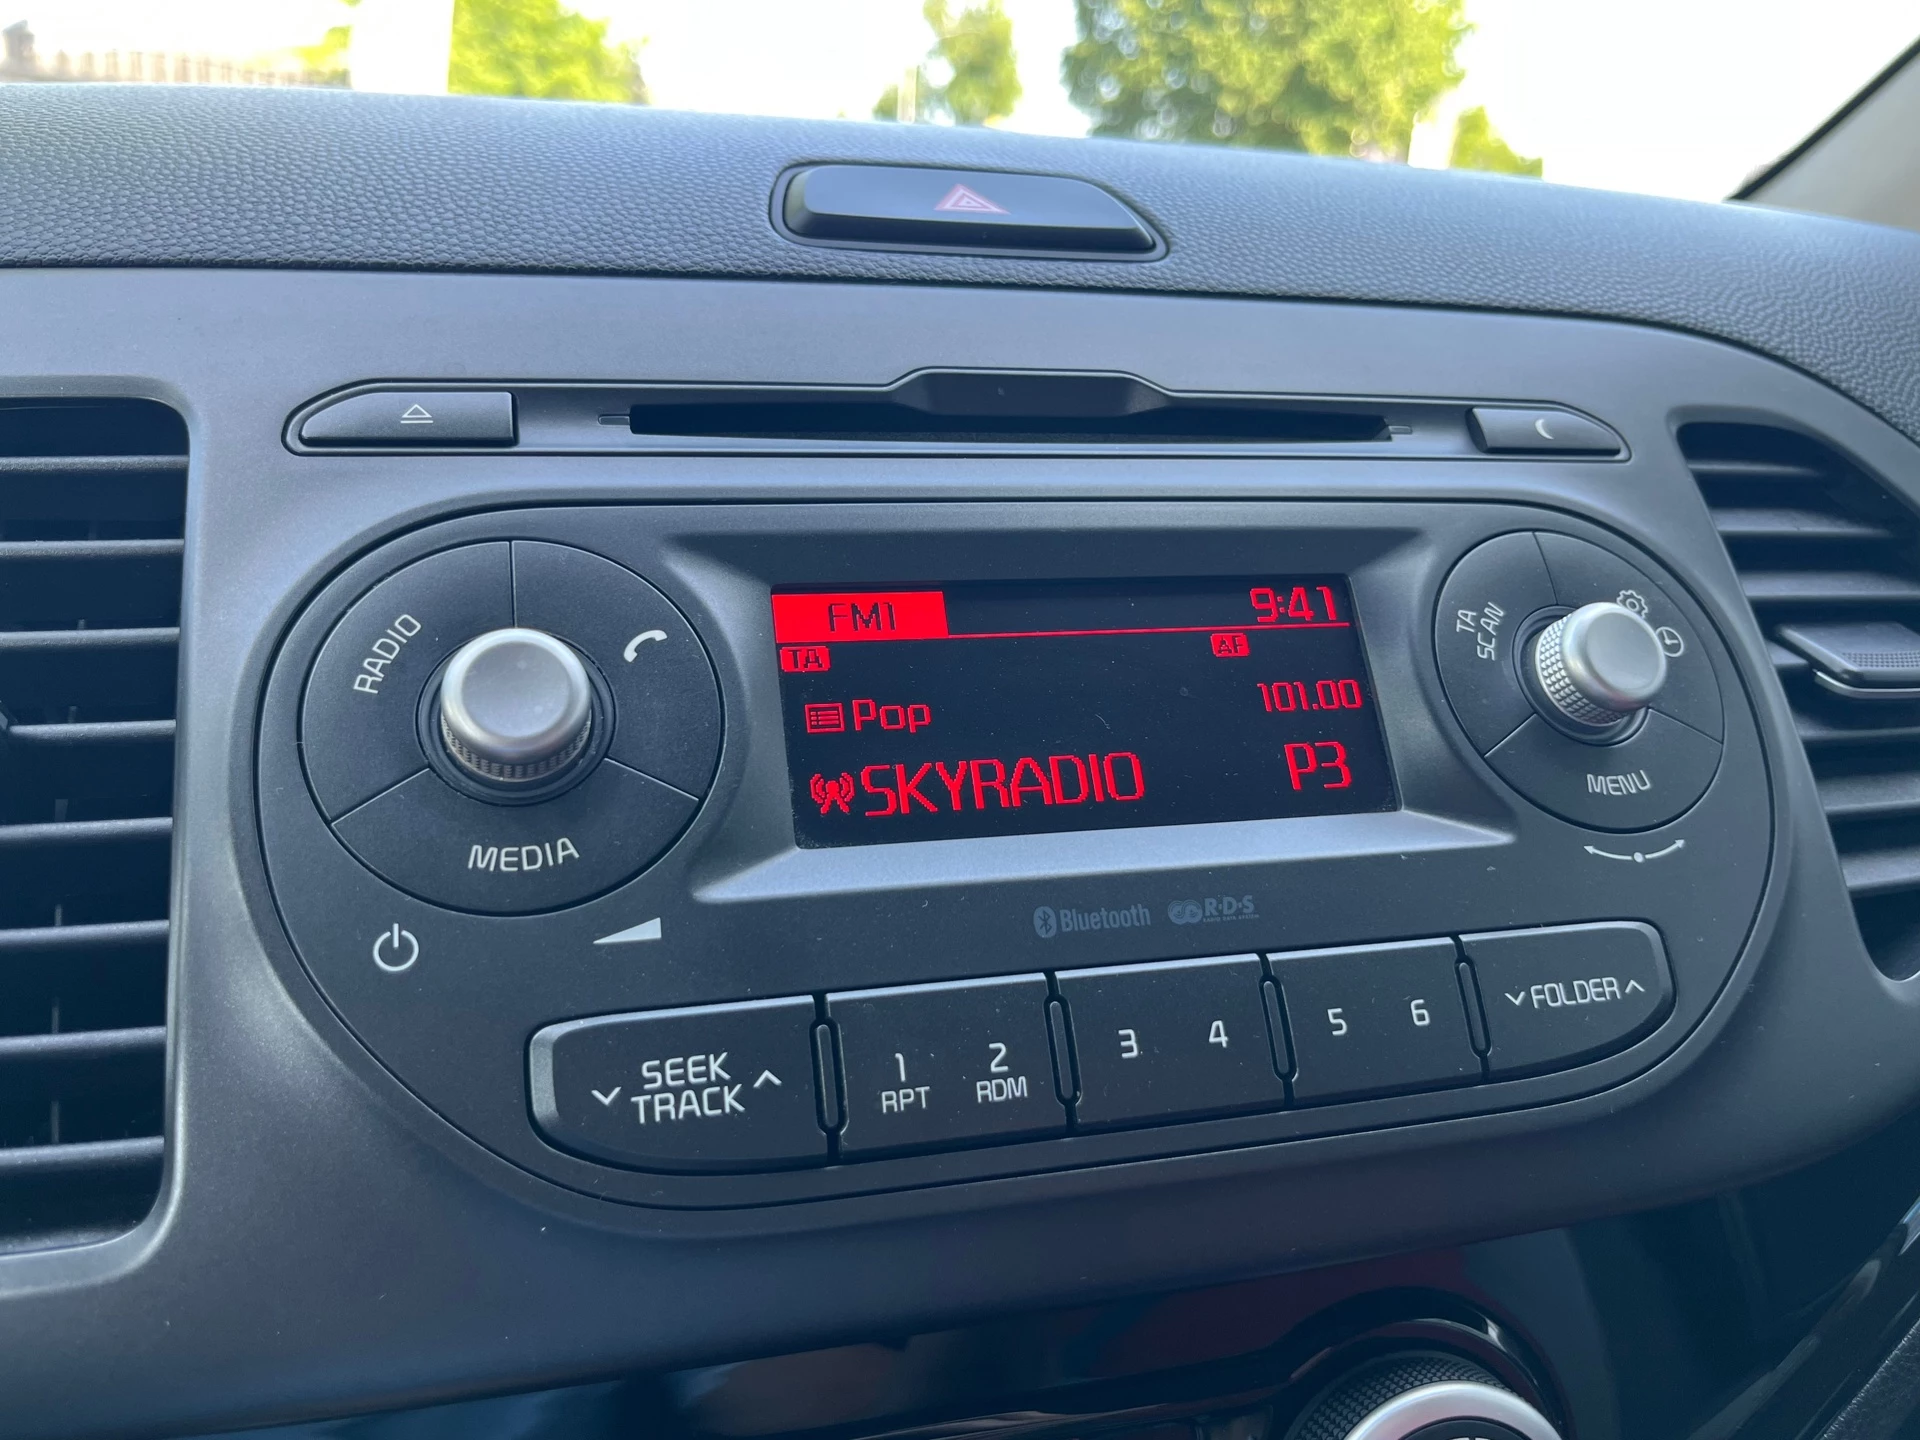 FM1 9:41
TA AF
Pop 101.00
SKYRADIO P3
RADIO
MEDIA
TA
SCAN
MENU
Bluetooth R·D·S
SEEK
TRACK
1 2 3 4 5 6
RPT RDM
FOLDER